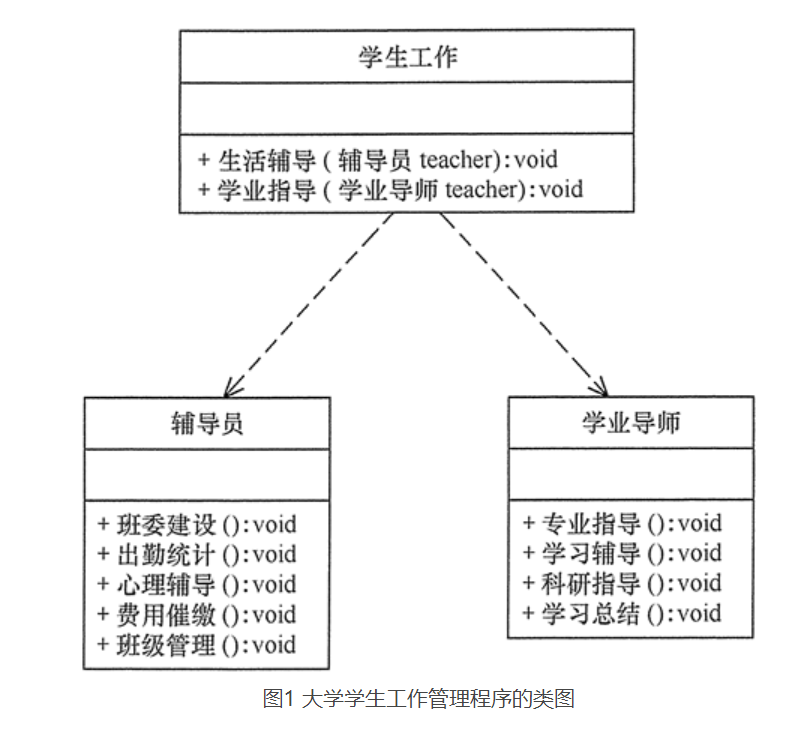 学生工作
+ 生活辅导 ( 辅导员 teacher):void
+ 学业指导 ( 学业导师 teacher):void
辅导员
+ 班委建设 ():void
+ 出勤统计 ():void
+ 心理辅导 ():void
+ 费用催缴 ():void
+ 班级管理 ():void
学业导师
+ 专业指导 ():void
+ 学习辅导 ():void
+ 科研指导 ():void
+ 学习总结 ():void
图1 大学学生工作管理程序的类图